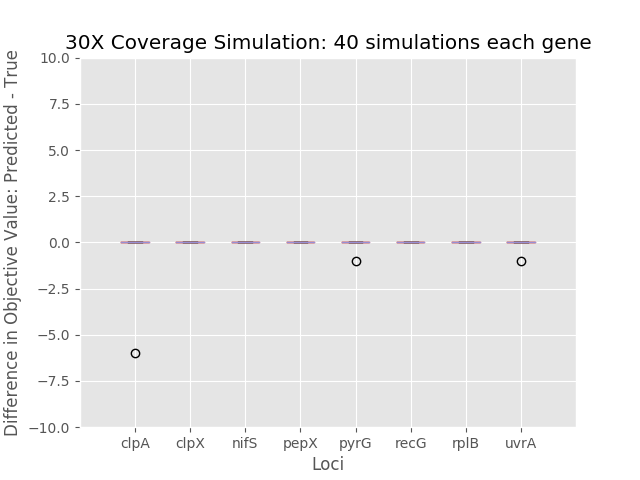 30X Coverage Simulation: 40 simulations each gene
Difference in Objective Value: Predicted - True
10.0
7.5
5.0
2.5
0.0
−2.5
−5.0
−7.5
−10.0
clpA clpX nifS pepX pyrG recG rplB uvrA
Loci